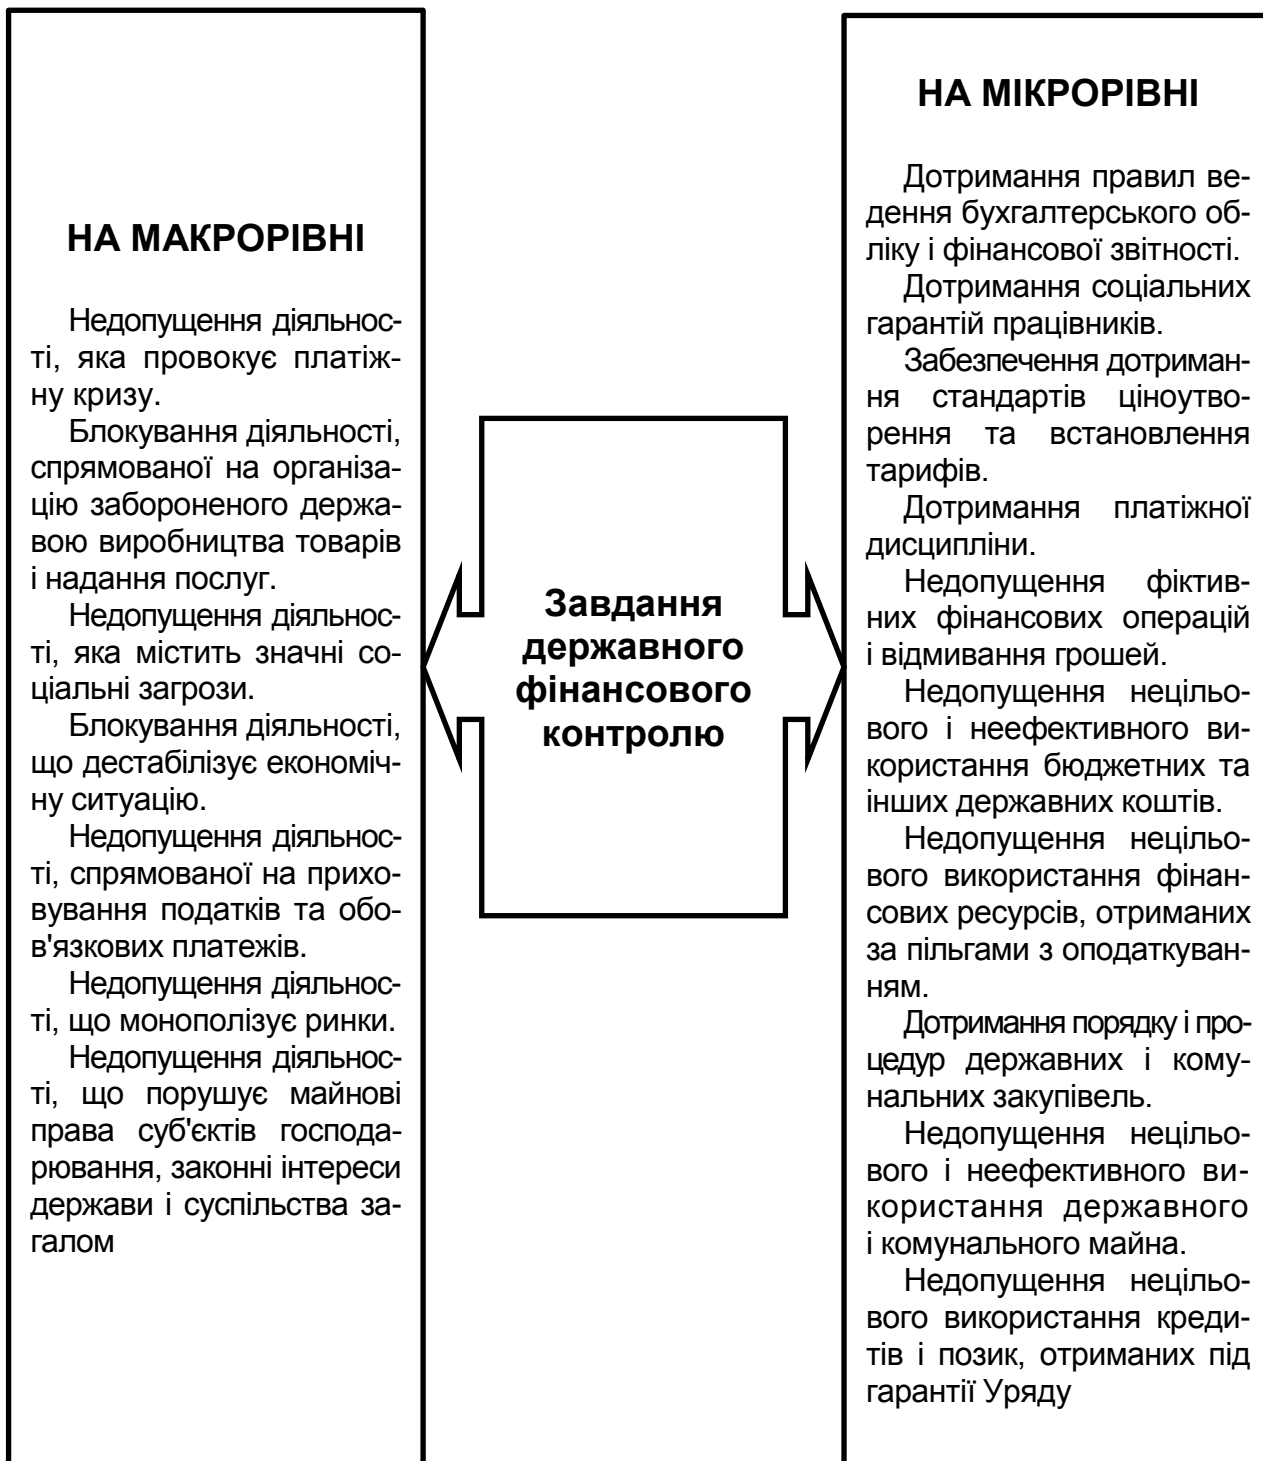 НА МАКРОРІВНІ
Недопущення діяльнос-
ті, яка провокує платіж-
ну кризу.
Блокування діяльності,
спрямованої на організа-
цію забороненого держа-
вою виробництва товарів
і надання послуг.
Недопущення діяльнос-
ті, яка містить значні со-
ціальні загрози.
Блокування діяльності,
що дестабілізує економіч-
ну ситуацію.
Недопущення діяльнос-
ті, спрямованої на прихо-
вування податків та обо-
в'язкових платежів.
Недопущення діяльнос-
ті, що монополізує ринки.
Недопущення діяльнос-
ті, що порушує майнові
права суб'єктів господа-
рювання, законні інтереси
держави і суспільства за-
галом
Завдання
державного
фінансового
контролю
НА МІКРОРІВНІ
Дотримання правил ве-
дення бухгалтерського об-
ліку і фінансової звітності.
Дотримання соціальних
гарантій працівників.
Забезпечення дотриман-
ня стандартів ціноутво-
рення та встановлення
тарифів.
Дотримання платіжної
дисципліни.
Недопущення фіктив-
них фінансових операцій
і відмивання грошей.
Недопущення нецільо-
вого і неефективного ви-
користання бюджетних та
інших державних коштів.
Недопущення нецільо-
вого використання фінан-
сових ресурсів, отриманих
за пільгами з оподаткуван-
ням.
Дотримання порядку і про-
цедур державних і кому-
нальних закупівель.
Недопущення нецільо-
вого і неефективного ви-
користання державного
і комунального майна.
Недопущення нецільо-
вого використання креди-
тів і позик, отриманих під
гарантії Уряду